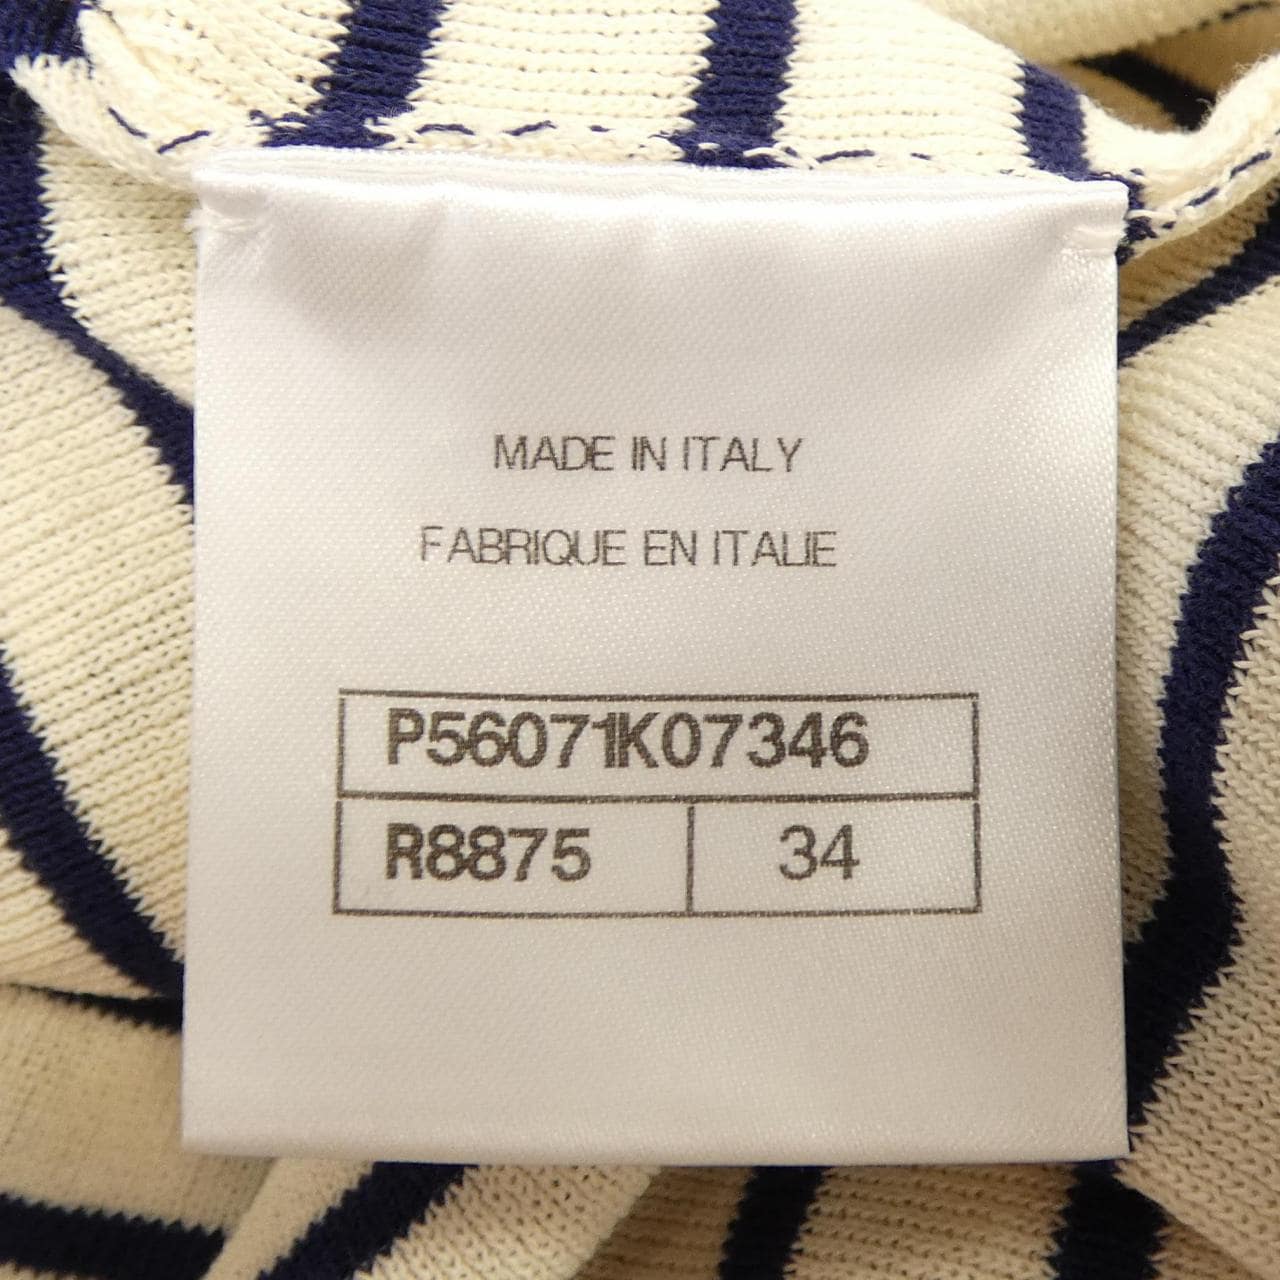 MADE IN ITALY
FABRIQUE EN ITALIE
P56071K07346
R8875 34